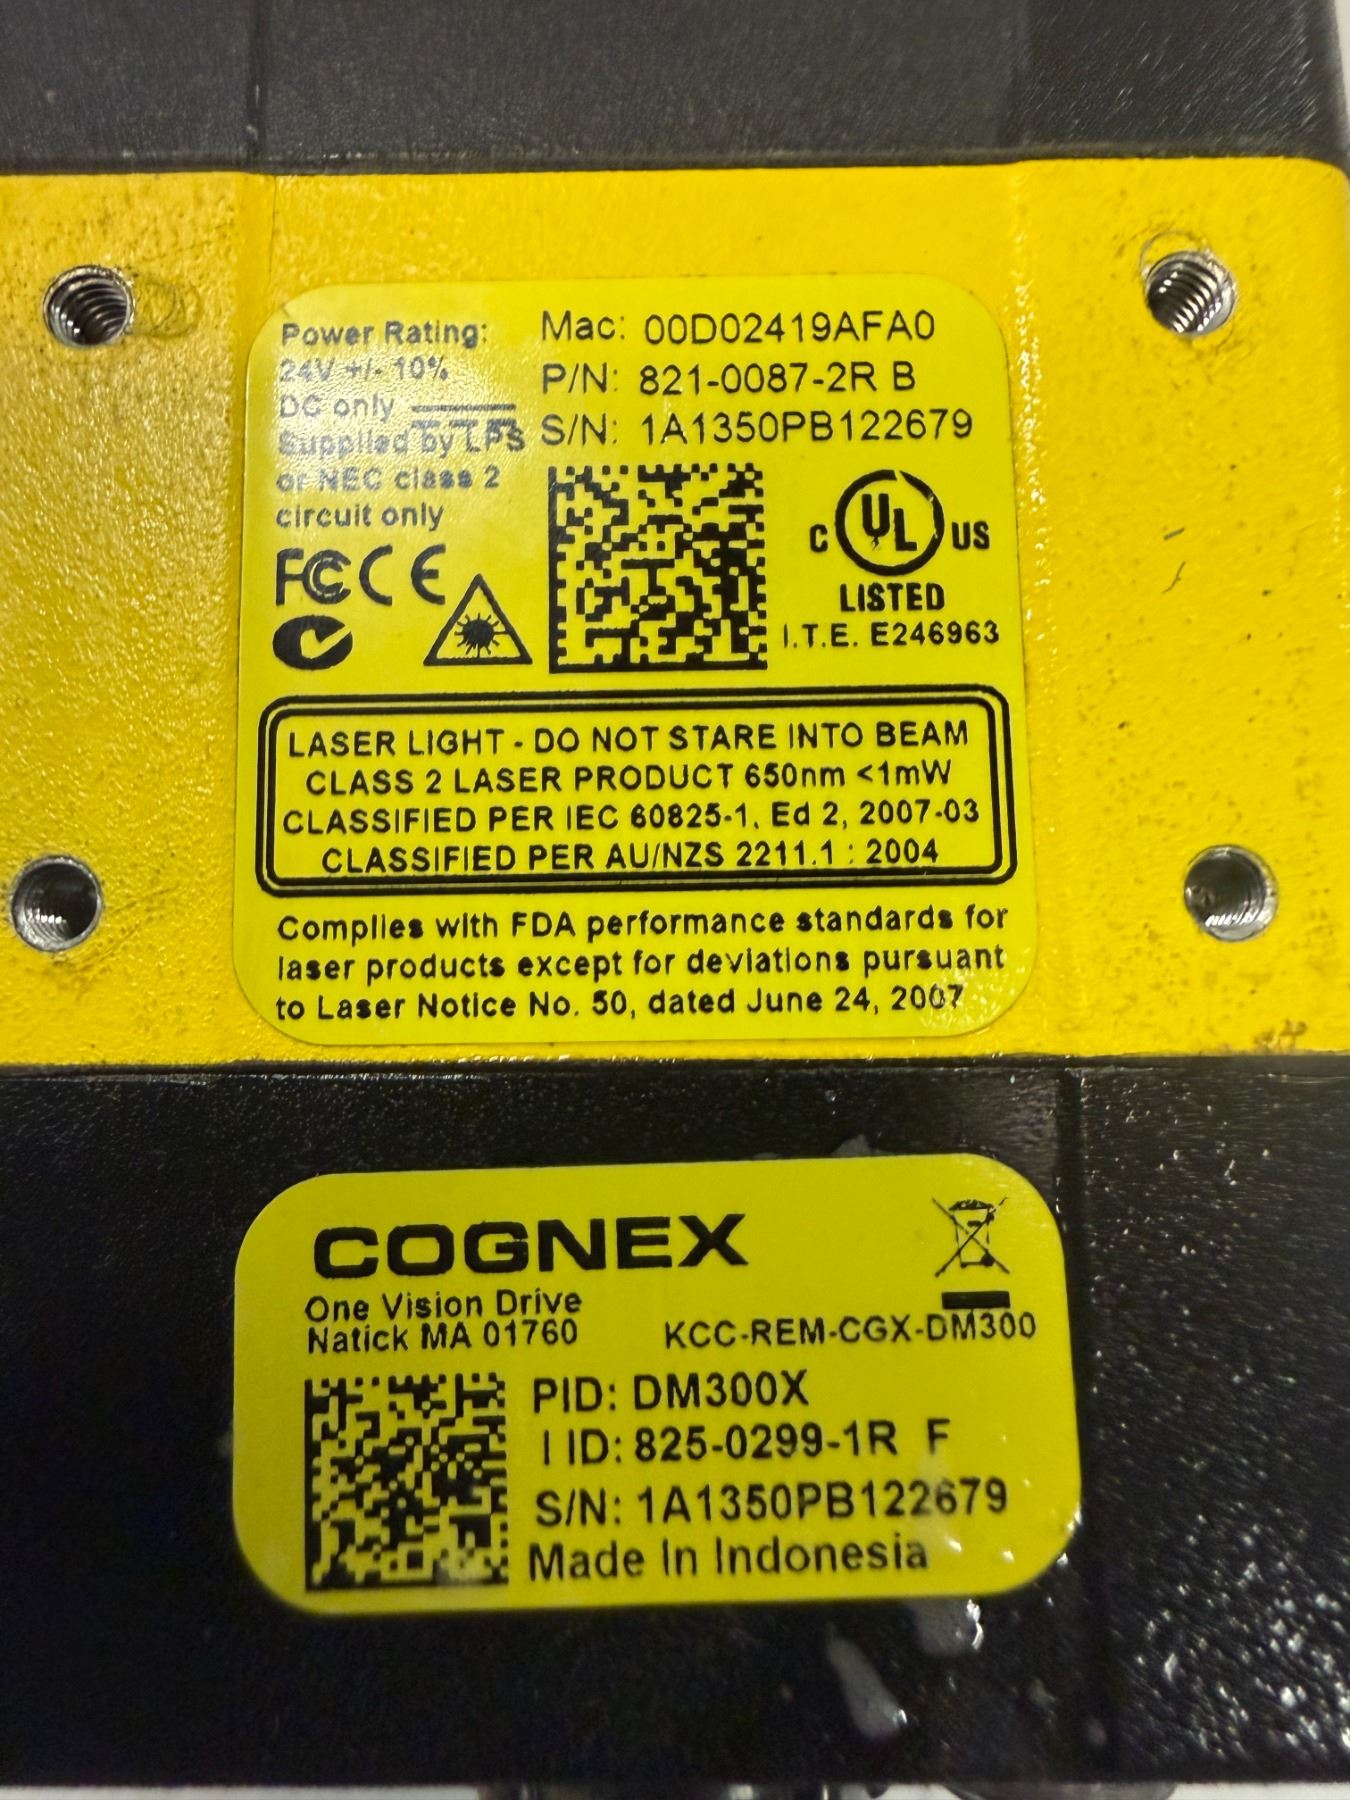 Power Rating:
24V +/- 10%
DC only
Supplied by LPS
or NEC class 2
circuit only
Mac: 00D02419AFA0
P/N: 821-0087-2R B
S/N: 1A1350PB122679
FC CE
C UL US
LISTED
I.T.E. E246963
LASER LIGHT - DO NOT STARE INTO BEAM
CLASS 2 LASER PRODUCT 650nm <1mW
CLASSIFIED PER IEC 60825-1, Ed 2, 2007-03
CLASSIFIED PER AU/NZS 2211.1 : 2004
Complies with FDA performance standards for
laser products except for deviations pursuant
to Laser Notice No. 50, dated June 24, 2007
COGNEX
One Vision Drive
Natick MA 01760
KCC-REM-CGX-DM300
PID: DM300X
I ID: 825-0299-1R F
S/N: 1A1350PB122679
Made In Indonesia